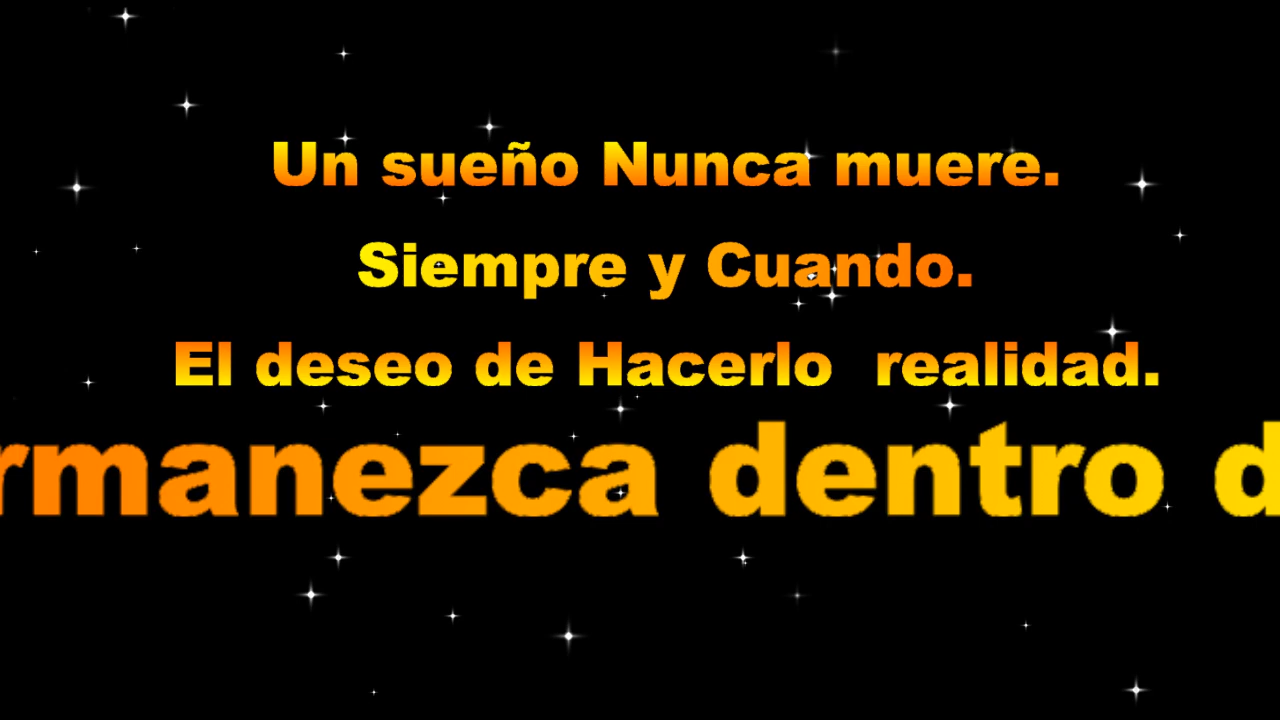 Un sueño Nunca muere.
Siempre y Cuando.
El deseo de Hacerlo realidad.
rmanezca dentro d